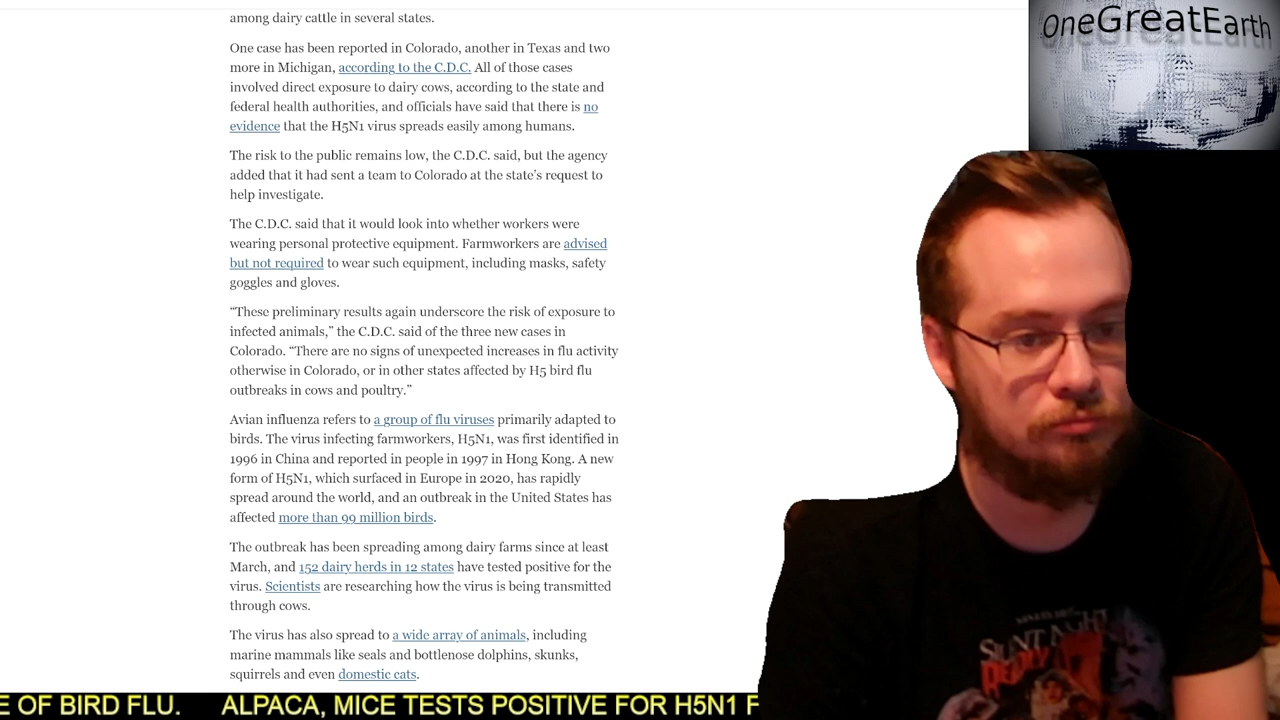 among dairy cattle in several states.
One case has been reported in Colorado, another in Texas and two
more in Michigan, according to the C.D.C. All of those cases
involved direct exposure to dairy cows, according to the state and
federal health authorities, and officials have said that there is no
evidence that the H5N1 virus spreads easily among humans.
The risk to the public remains low, the C.D.C. said, but the agency
added that it had sent a team to Colorado at the state's request to
help investigate.
The C.D.C. said that it would look into whether workers were
wearing personal protective equipment. Farmworkers are advised
but not required to wear such equipment, including masks, safety
goggles and gloves.
“These preliminary results again underscore the risk of exposure to
infected animals,” the C.D.C. said of the three new cases in
Colorado. “There are no signs of unexpected increases in flu activity
otherwise in Colorado, or in other states affected by H5 bird flu
outbreaks in cows and poultry.”
Avian influenza refers to a group of flu viruses primarily adapted to
birds. The virus infecting farmworkers, H5N1, was first identified in
1996 in China and reported in people in 1997 in Hong Kong. A new
form of H5N1, which surfaced in Europe in 2020, has rapidly
spread around the world, and an outbreak in the United States has
affected more than 99 million birds.
The outbreak has been spreading among dairy farms since at least
March, and 152 dairy herds in 12 states have tested positive for the
virus. Scientists are researching how the virus is being transmitted
through cows.
The virus has also spread to a wide array of animals, including
marine mammals like seals and bottlenose dolphins, skunks,
squirrels and even domestic cats.
OneGreatEarth
E OF BIRD FLU. ALPACA, MICE TESTS POSITIVE FOR H5N1 F